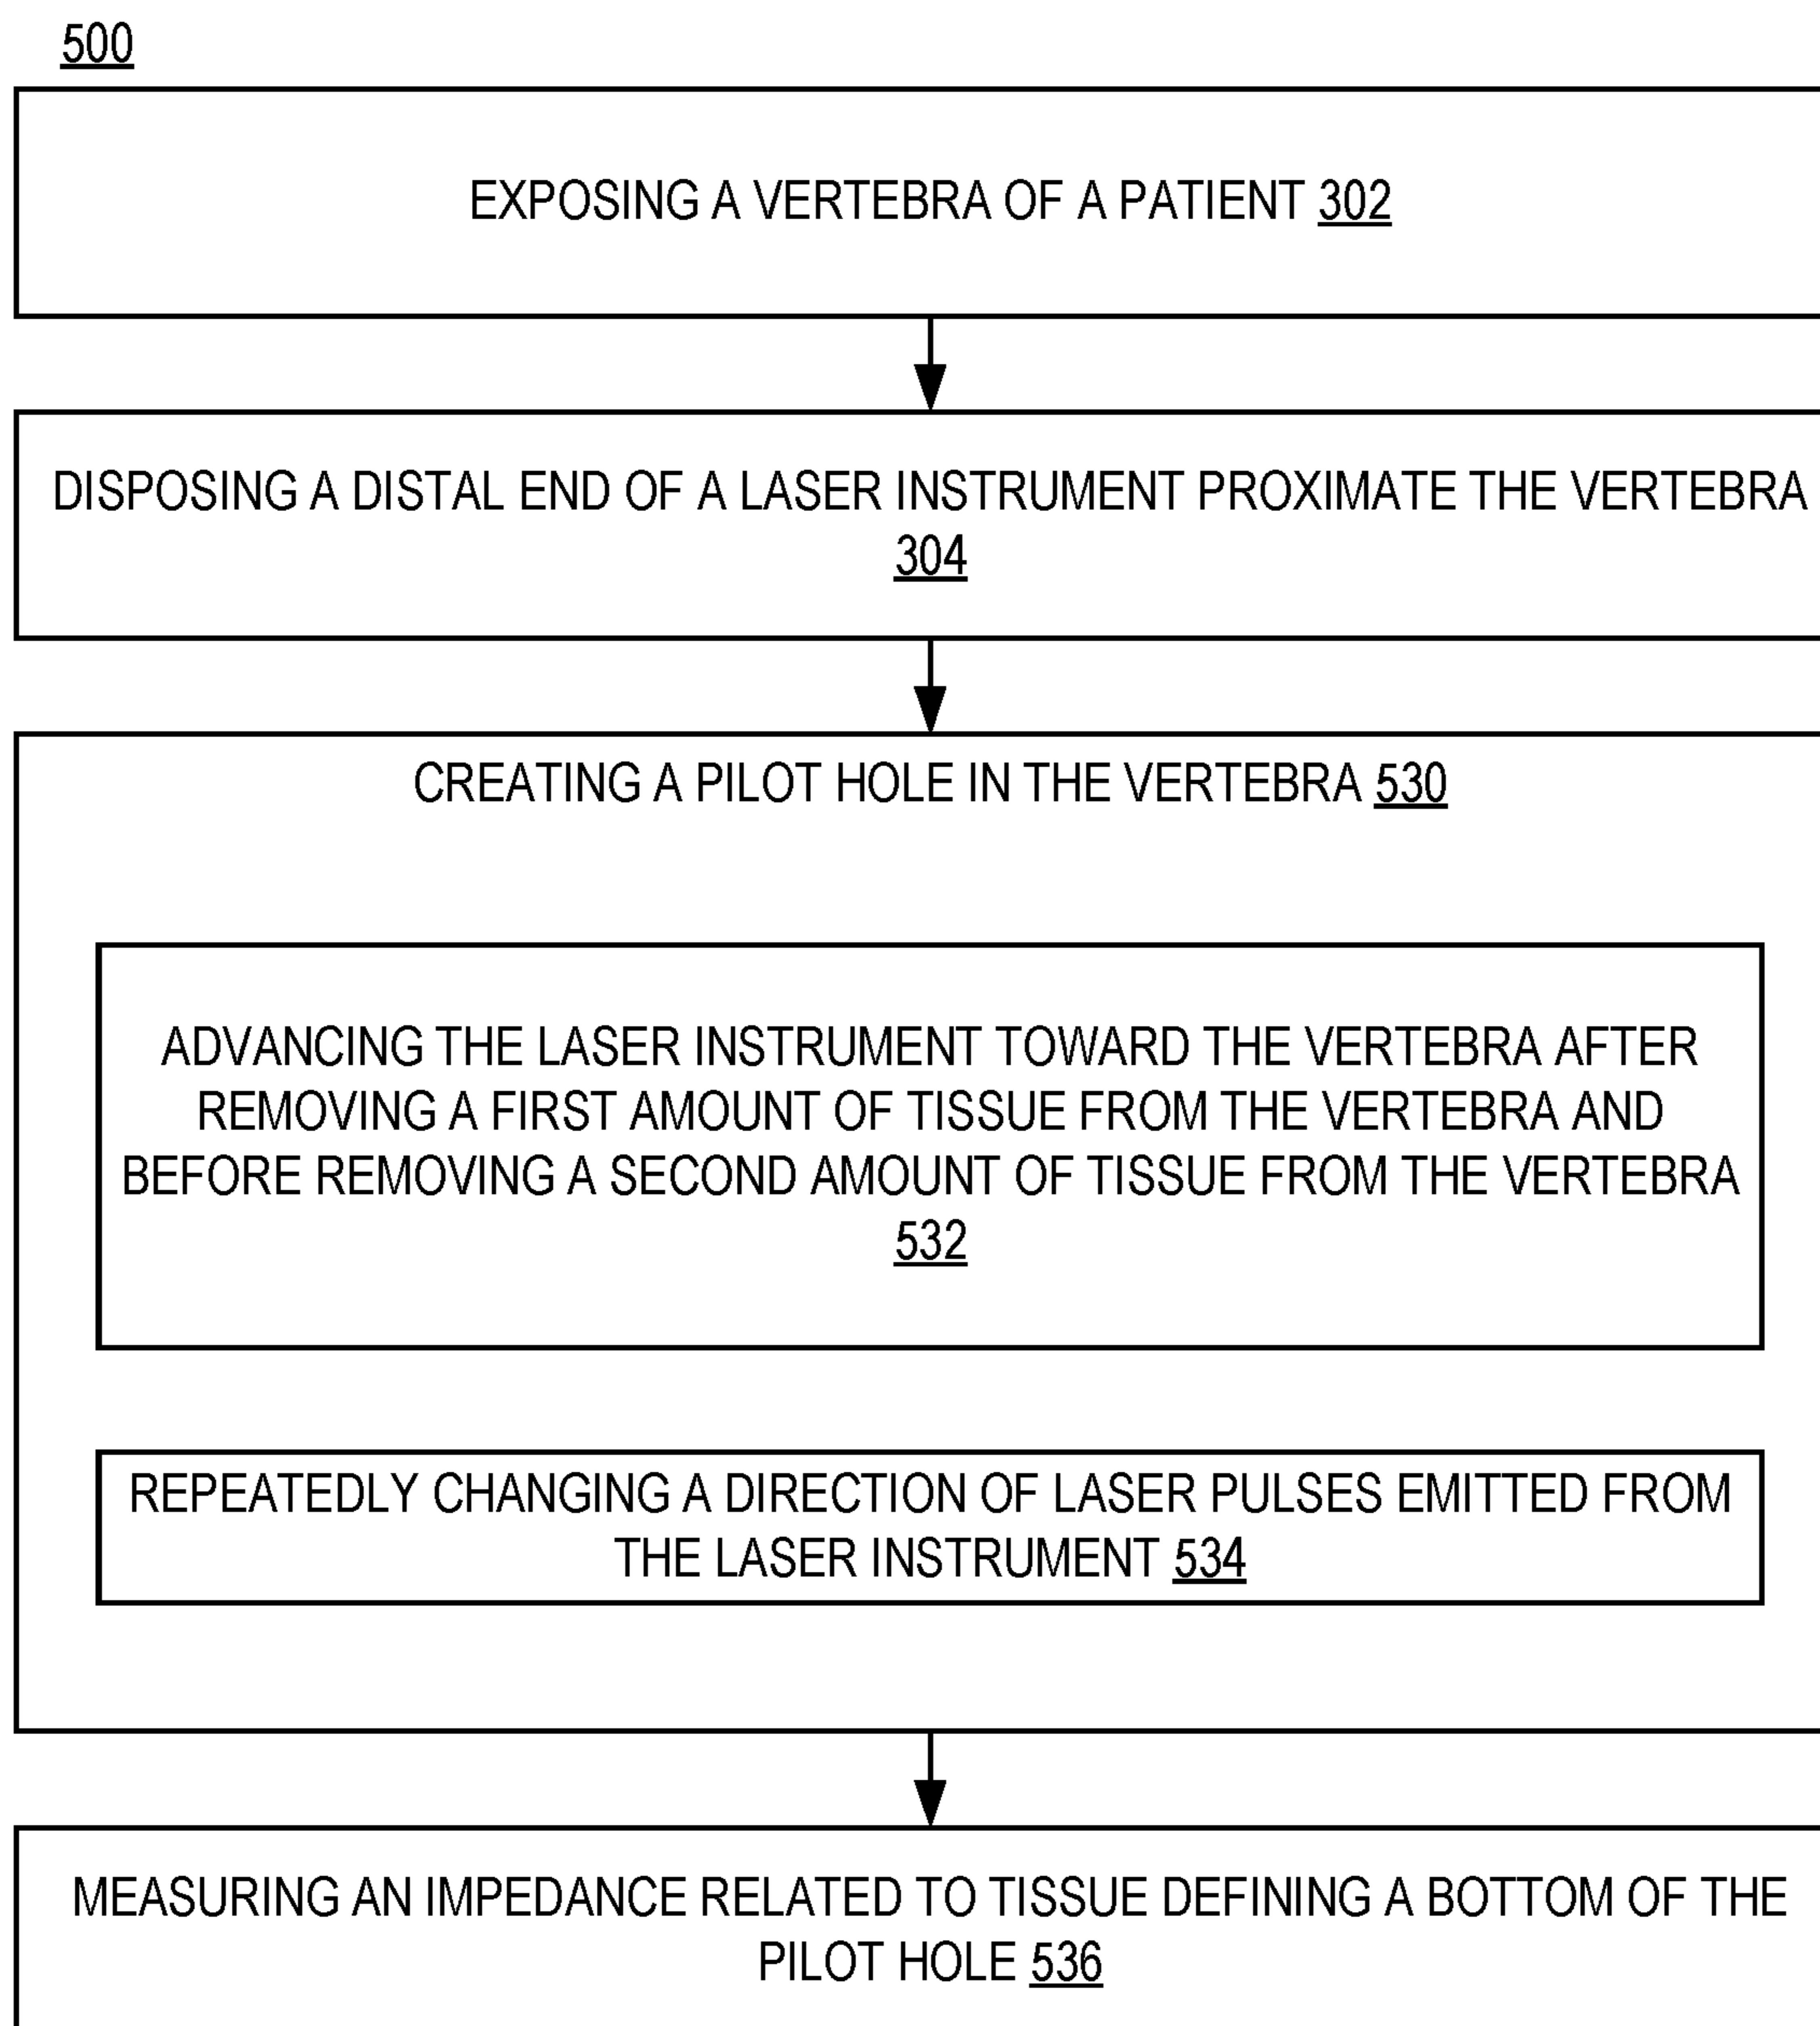 500
EXPOSING A VERTEBRA OF A PATIENT 302
DISPOSING A DISTAL END OF A LASER INSTRUMENT PROXIMATE THE VERTEBRA
304
CREATING A PILOT HOLE IN THE VERTEBRA 530
ADVANCING THE LASER INSTRUMENT TOWARD THE VERTEBRA AFTER
REMOVING A FIRST AMOUNT OF TISSUE FROM THE VERTEBRA AND
BEFORE REMOVING A SECOND AMOUNT OF TISSUE FROM THE VERTEBRA
532
REPEATEDLY CHANGING A DIRECTION OF LASER PULSES EMITTED FROM
THE LASER INSTRUMENT 534
MEASURING AN IMPEDANCE RELATED TO TISSUE DEFINING A BOTTOM OF THE
PILOT HOLE 536